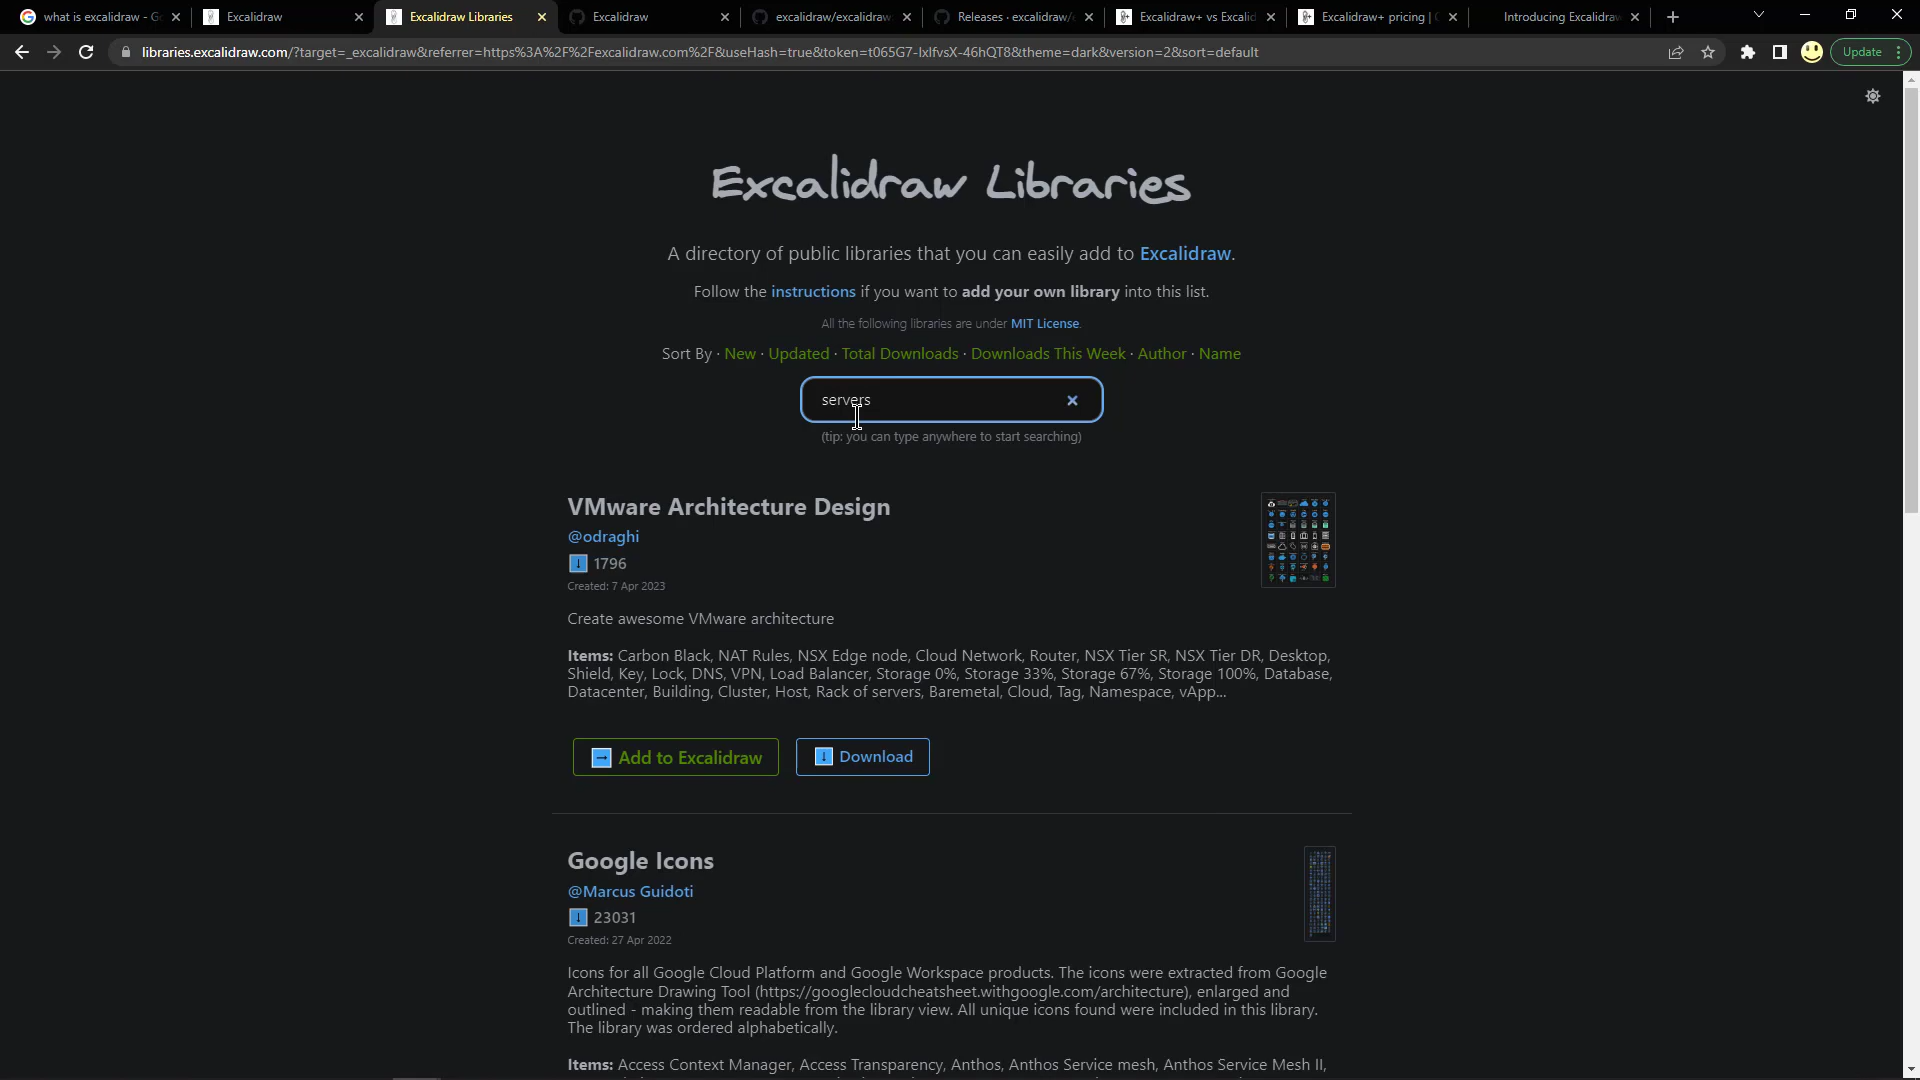 what is excalidraw - G
Excalidraw
Excalidraw Libraries
Excalidraw
excalidraw/excalidraw
Releases · excalidraw/
Excalidraw+ vs Excalid
Excalidraw+ pricing |
Introducing Excalidraw
libraries.excalidraw.com/?target=_excalidraw&referrer=https%3A%2F%2Fexcalidraw.com%2F&useHash=true&token=t065G7-IxlfvsX-46hQT8&theme=dark&version=2&sort=default
Update
Excalidraw Libraries
A directory of public libraries that you can easily add to Excalidraw.
Follow the instructions if you want to add your own library into this list.
All the following libraries are under MIT License.
Sort By · New · Updated · Total Downloads · Downloads This Week · Author · Name
servers
(tip: you can type anywhere to start searching)
VMware Architecture Design
@odraghi
1796
Created: 7 Apr 2023
Create awesome VMware architecture
Items: Carbon Black, NAT Rules, NSX Edge node, Cloud Network, Router, NSX Tier SR, NSX Tier DR, Desktop,
Shield, Key, Lock, DNS, VPN, Load Balancer, Storage 0%, Storage 33%, Storage 67%, Storage 100%, Database,
Datacenter, Building, Cluster, Host, Rack of servers, Baremetal, Cloud, Tag, Namespace, vApp...
Add to Excalidraw
Download
Google Icons
@Marcus Guidoti
23031
Created: 27 Apr 2022
Icons for all Google Cloud Platform and Google Workspace products. The icons were extracted from Google
Architecture Drawing Tool (https://googlecloudcheatsheet.withgoogle.com/architecture), enlarged and
outlined - making them readable from the library view. All unique icons found were included in this library.
The library was ordered alphabetically.
Items: Access Context Manager, Access Transparency, Anthos, Anthos Service mesh, Anthos Service Mesh II,